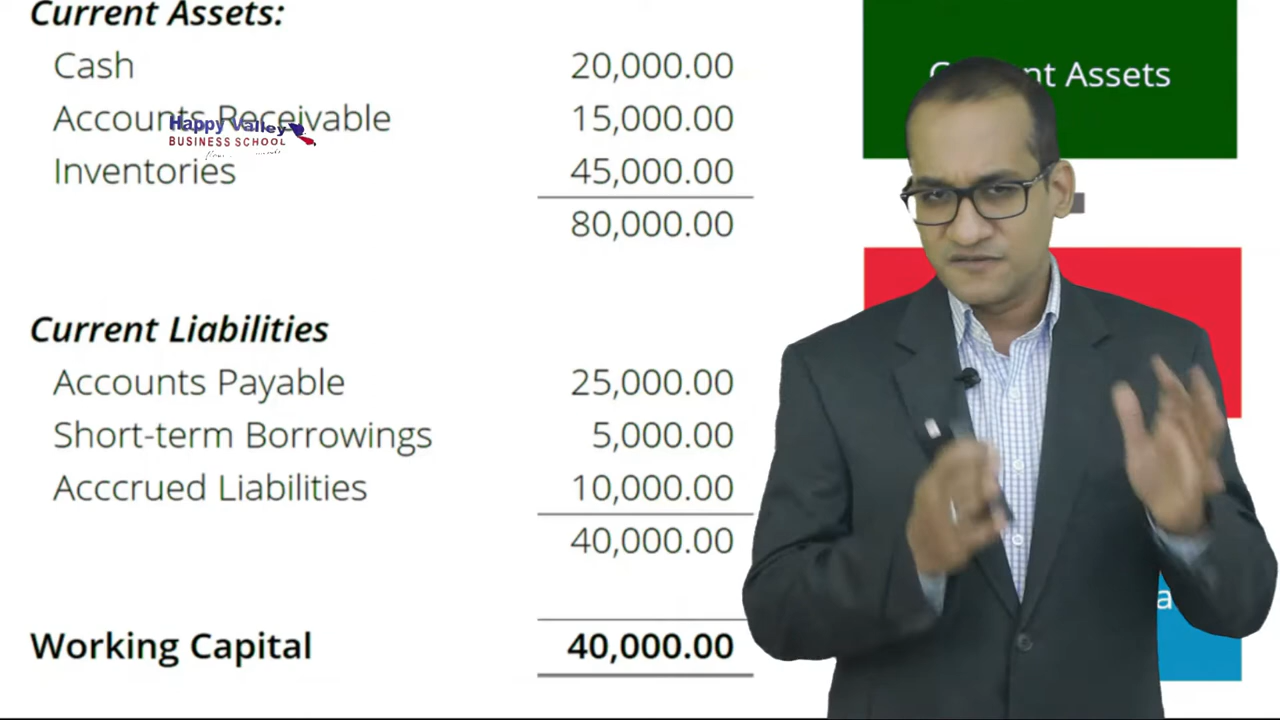 Current Assets:
Cash 20,000.00
Accounts Receivable 15,000.00
Happy Valley
BUSINESS SCHOOL
Inventories 45,000.00
80,000.00
Current Liabilities
Accounts Payable 25,000.00
Short-term Borrowings 5,000.00
Acccrued Liabilities 10,000.00
40,000.00
Working Capital 40,000.00
Assets